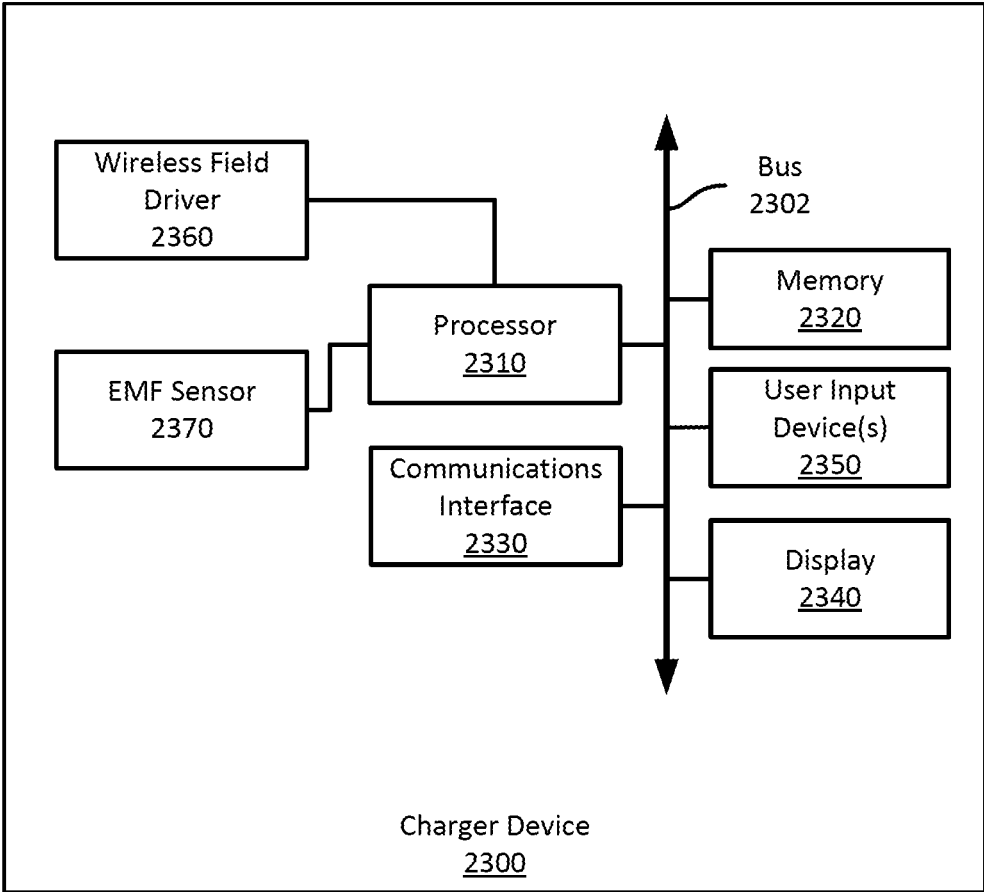 Wireless Field
Driver
2360
Bus
2302
Memory
2320
Processor
2310
EMF Sensor
2370
User Input
Device(s)
2350
Communications
Interface
2330
Display
2340
Charger Device
2300